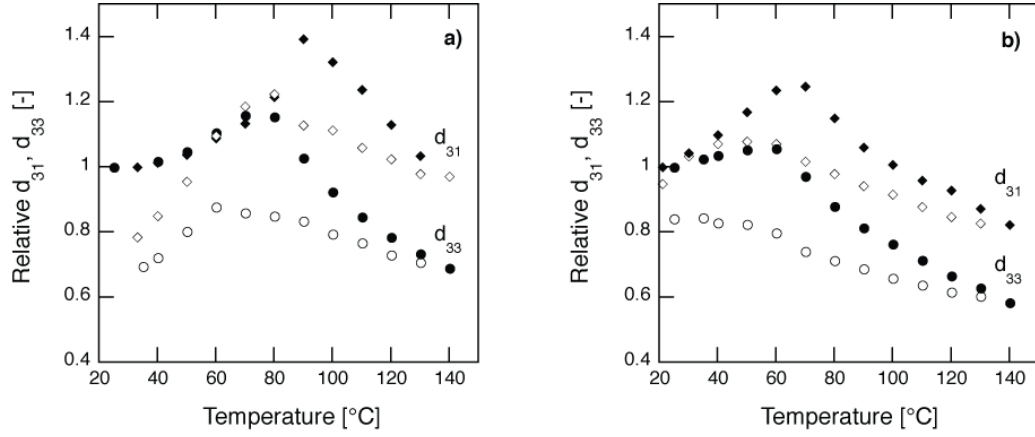 a)
1.4
1.2
1
0.8
0.6
0.4
20 40 60 80 100 120 140
Relative d31, d33 [-]
Temperature [°C]
d31
d33
b)
1.4
1.2
1
0.8
0.6
0.4
20 40 60 80 100 120 140
Relative d31, d33 [-]
Temperature [°C]
d31
d33